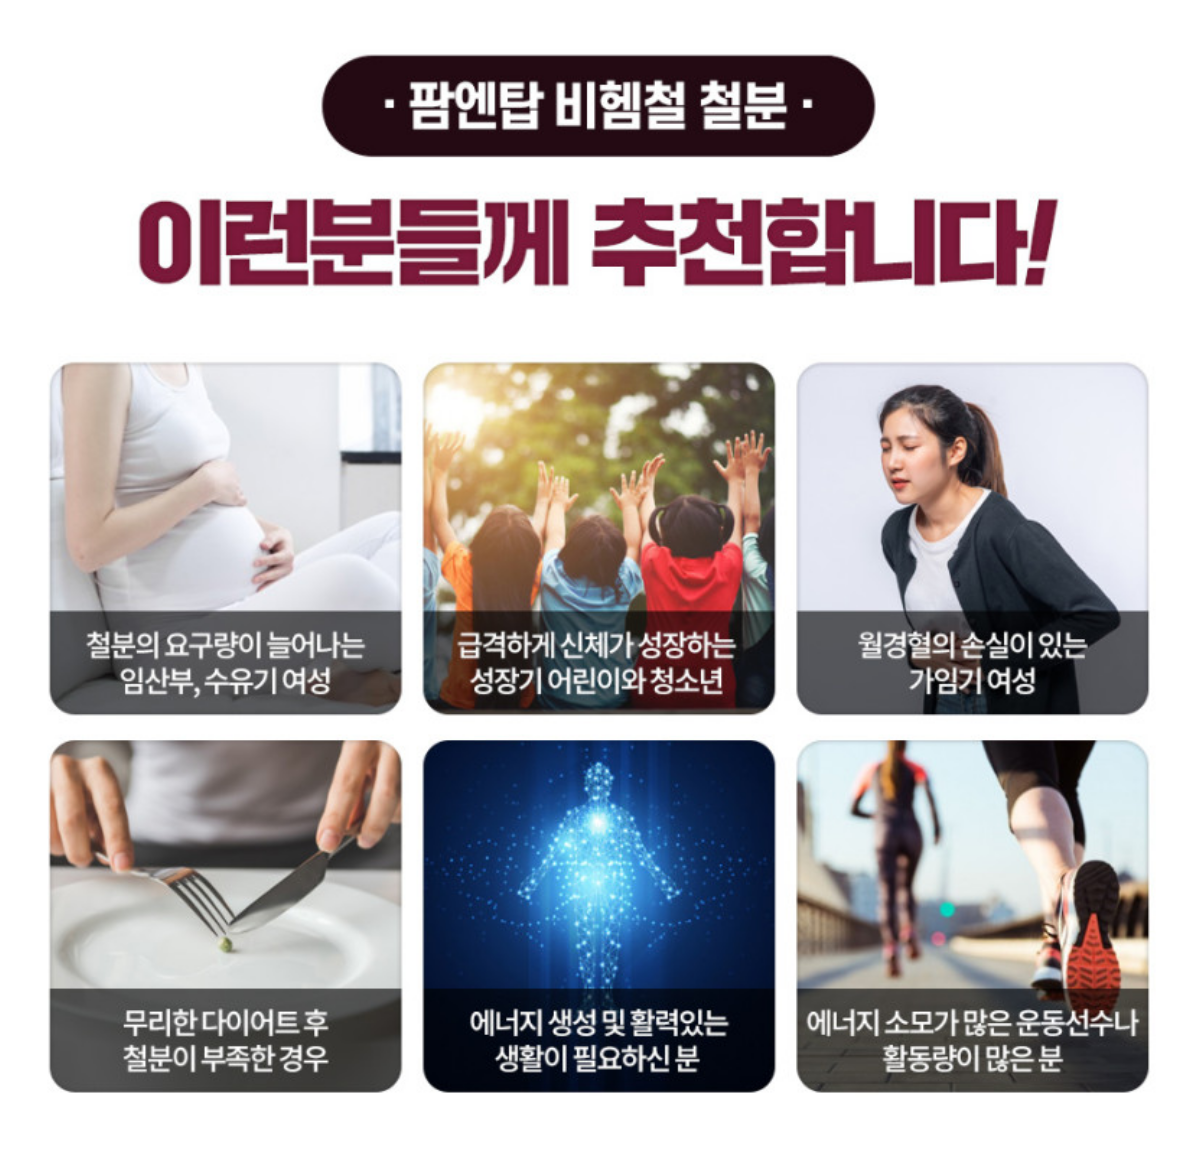 · 팜엔탑 비헴철 철분 ·
이런분들께 추천합니다!
철분의 요구량이 늘어나는
임산부, 수유기 여성
급격하게 신체가 성장하는
성장기 어린이와 청소년
월경혈의 손실이 있는
가임기 여성
무리한 다이어트 후
철분이 부족한 경우
에너지 생성 및 활력있는
생활이 필요하신 분
에너지 소모가 많은 운동선수나
활동량이 많은 분